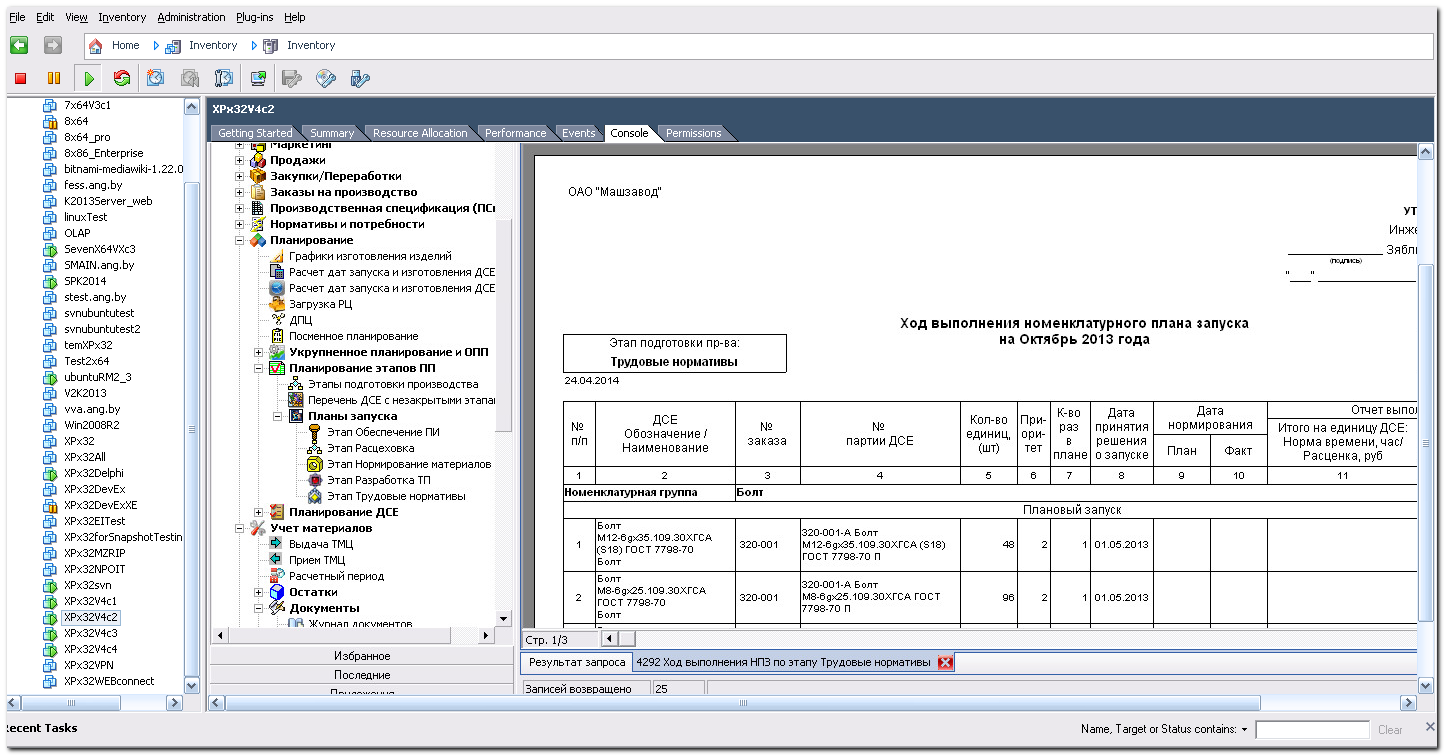 File Edit View Inventory Administration Plug-ins Help
Home Inventory Inventory
7x64V3c1
8x64
8x64_pro
8x86_Enterprise
bitnami-mediawiki-1.22.0
fess.ang.by
K2013Server_web
linuxTest
OLAP
SevenX64VXc3
SMAIN.ang.by
SPK2014
stest.ang.by
svnubuntutest
svnubuntutest2
temXPx32
Test2x64
ubuntuRM2_3
V2K2013
vva.ang.by
Win2008R2
XPx32
XPx32All
XPx32Delphi
XPx32DevEx
XPx32DevExXE
XPx32EITest
XPx32forSnapshotTestin
XPx32MZRIP
XPx32NPOIT
XPx32svn
XPx32V4c1
XPx32V4c2
XPx32V4c3
XPx32V4c4
XPx32VPN
XPx32WEBconnect
XPx32V4c2
Getting Started Summary Resource Allocation Performance Events Console Permissions
Маркетинг
Продажи
Закупки/Переработки
Заказы на производство
Производственная спецификация (ПС
Нормативы и потребности
Планирование
Графики изготовления изделий
Расчет дат запуска и изготовления ДСЕ
Расчет дат запуска и изготовления ДСЕ
Загрузка РЦ
ДПЦ
Посменное планирование
Укрупненное планирование и ОПП
Планирование этапов ПП
Этапы подготовки производства
Перечень ДСЕ с незакрытыми этапа
Планы запуска
Этап Обеспечение ПИ
Этап Расцеховка
Этап Нормирование материалов
Этап Разработка ТП
Этап Трудовые нормативы
Планирование ДСЕ
Учет материалов
Выдача ТМЦ
Прием ТМЦ
Расчетный период
Остатки
Документы
Журнал документов
Избранное
Последние
Приложения
ОАО "Машзавод"
УТ
Инже
Зябли
(подпись)
"___"
Ход выполнения номенклатурного плана запуска
на Октябрь 2013 года
Этап подготовки пр-ва:
Трудовые нормативы
24.04.2014
№ п/п
ДСЕ Обозначение / Наименование
№ заказа
№ партии ДСЕ
Кол-во единиц, (шт)
При-ори-тет
К-во раз в плане
Дата принятия решения о запуске
Дата нормирования
План Факт
Отчет выпол
Итого на единицу ДСЕ:
Норма времени, час/
Расценка, руб
1 2 3 4 5 6 7 8 9 10 11
Номенклатурная группа Болт
Плановый запуск
1
Болт
М12-6gх35.109.30ХГСА
(S18) ГОСТ 7798-70
Болт
320-001
320-001-А Болт
М12-6gх35.109.30ХГСА (S18)
ГОСТ 7798-70 П
48 2 1 01.05.2013
2
Болт
М8-6gх25.109.30ХГСА
ГОСТ 7798-70
Болт
320-001
320-001-А Болт
М8-6gх25.109.30ХГСА ГОСТ
7798-70 П
96 2 1 01.05.2013
Стр. 1/3
Результат запроса 4292 Ход выполнения НПЗ по этапу Трудовые нормативы
Записей возвращено 25
Recent Tasks
Name, Target or Status contains: Clear